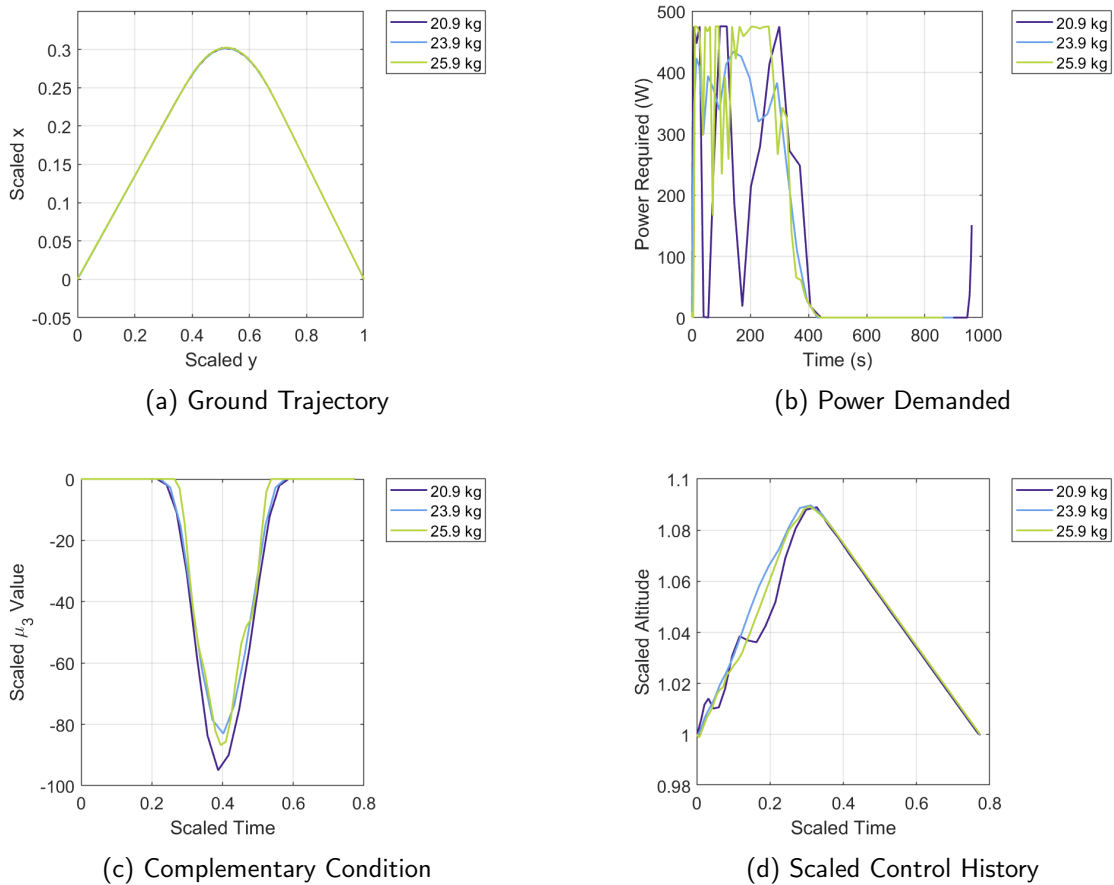 0.3
0.25
0.2
0.15
0.1
0.05
0
-0.05
Scaled x
0 0.2 0.4 0.6 0.8 1
Scaled y
20.9 kg
23.9 kg
25.9 kg
(a) Ground Trajectory
500
400
300
200
100
0
Power Required (W)
0 200 400 600 800 1000
Time (s)
20.9 kg
23.9 kg
25.9 kg
(b) Power Demanded
0
-20
-40
-60
-80
-100
Scaled μ3 Value
0 0.2 0.4 0.6 0.8
Scaled Time
20.9 kg
23.9 kg
25.9 kg
(c) Complementary Condition
1.1
1.08
1.06
1.04
1.02
1
0.98
Scaled Altitude
0 0.2 0.4 0.6 0.8
Scaled Time
20.9 kg
23.9 kg
25.9 kg
(d) Scaled Control History